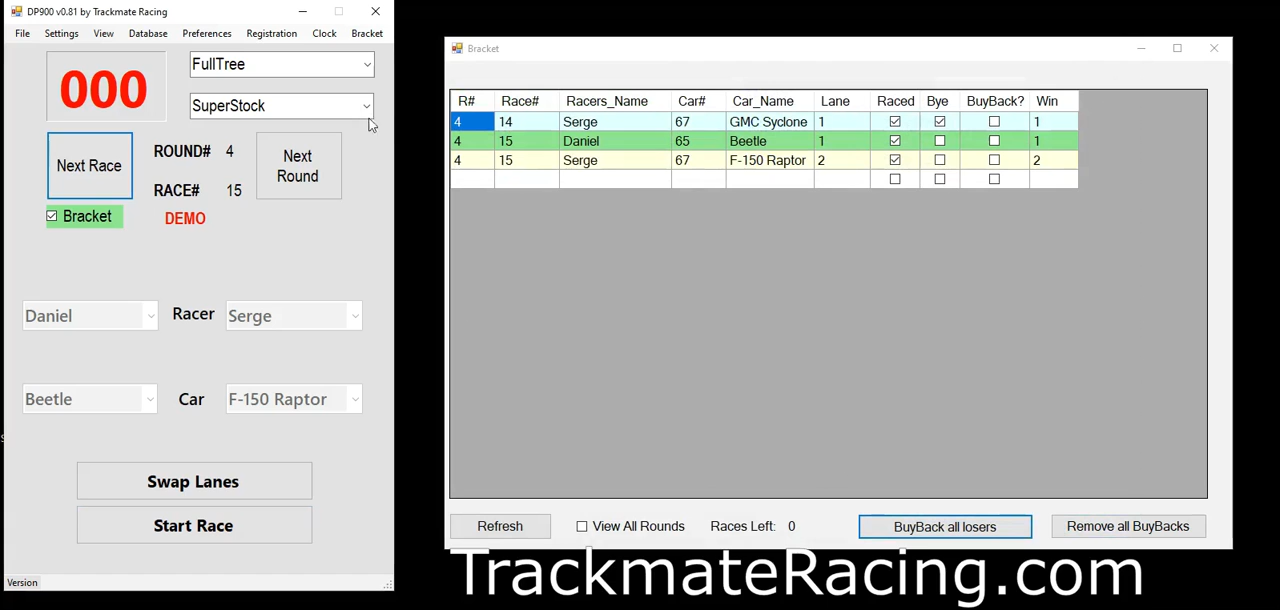 DP900 v0.81 by Trackmate Racing
File Settings View Database Preferences Registration Clock Bracket
000
FullTree
SuperStock
Next Race
ROUND# 4
RACE# 15
Next Round
Bracket
DEMO
Daniel Racer Serge
Beetle Car F-150 Raptor
Swap Lanes
Start Race
Version
Bracket
R# Race# Racers_Name Car# Car_Name Lane Raced Bye BuyBack? Win
4 14 Serge 67 GMC Syclone 1 1
4 15 Daniel 65 Beetle 1 1
4 15 Serge 67 F-150 Raptor 2 2
Refresh View All Rounds Races Left: 0 BuyBack all losers Remove all BuyBacks
TrackmateRacing.com